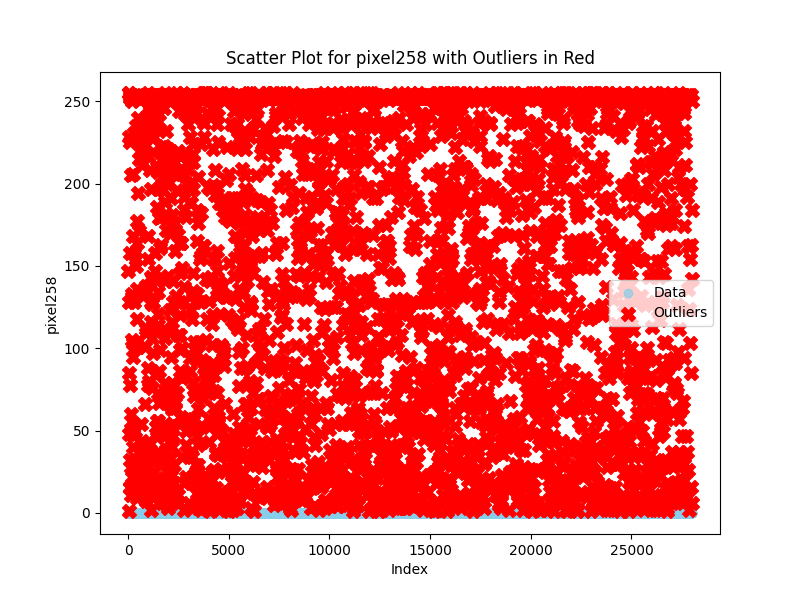 Scatter Plot for pixel258 with Outliers in Red
250
200
150
100
50
0
pixel258
Data
Outliers
0
5000
10000
15000
20000
25000
Index